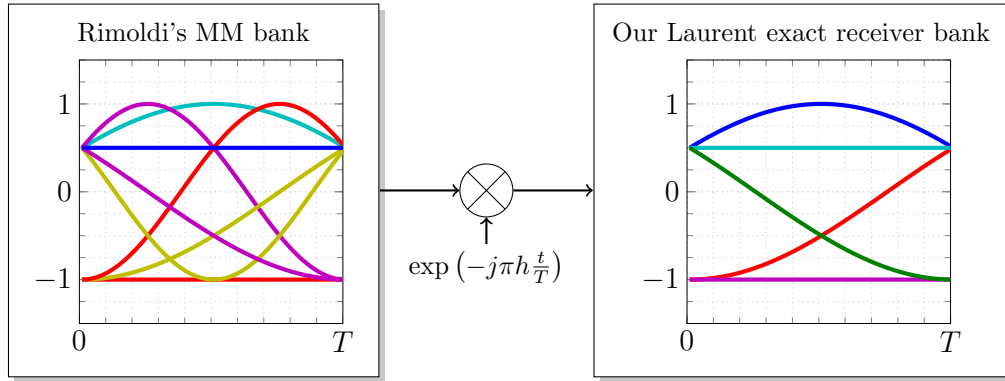 Rimoldi's MM bank
1
0
−1
0 T
exp (−jπh t/T)
Our Laurent exact receiver bank
1
0
−1
0 T